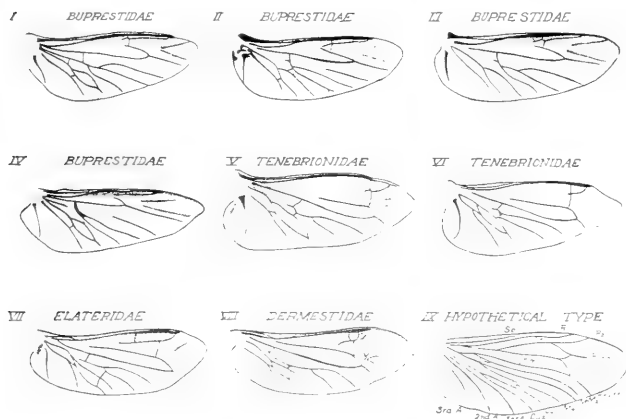 I BUPRESTIDAE II BUPRESTIDAE III BUPRESTIDAE
IV BUPRESTIDAE V TENEBRIONIDAE VI TENEBRIONIDAE
VII ELATERIDAE VIII DERMESTIDAE IX HYPOTHETICAL TYPE
Sc R
3rd A 2nd A